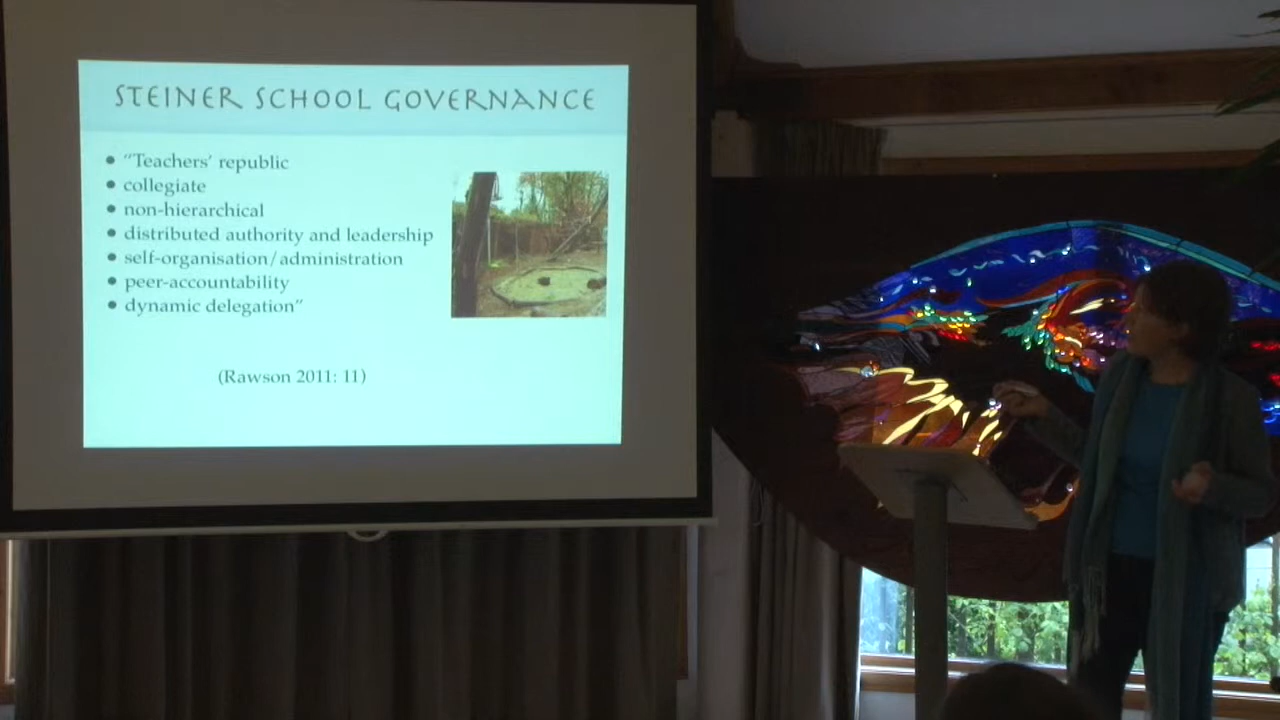 STEINER SCHOOL GOVERNANCE
• "Teachers' republic
• collegiate
• non-hierarchical
• distributed authority and leadership
• self-organisation/administration
• peer-accountability
• dynamic delegation"
(Rawson 2011: 11)